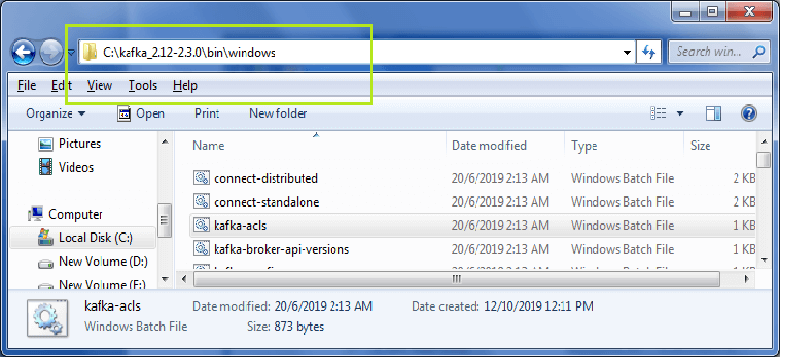 C:\kafka_2.12-2.3.0\bin\windows
Search win...
File Edit View Tools Help
Organize Open Print New folder
Pictures
Videos
Computer
Local Disk (C:)
New Volume (D:)
New Volume (E:)
Name Date modified Type Size
connect-distributed 20/6/2019 2:13 AM Windows Batch File 2 KB
connect-standalone 20/6/2019 2:13 AM Windows Batch File 2 KB
kafka-acls 20/6/2019 2:13 AM Windows Batch File 1 KB
kafka-broker-api-versions 20/6/2019 2:13 AM Windows Batch File 1 KB
kafka-acls Date modified: 20/6/2019 2:13 AM Date created: 12/10/2019 12:11 PM
Windows Batch File Size: 873 bytes